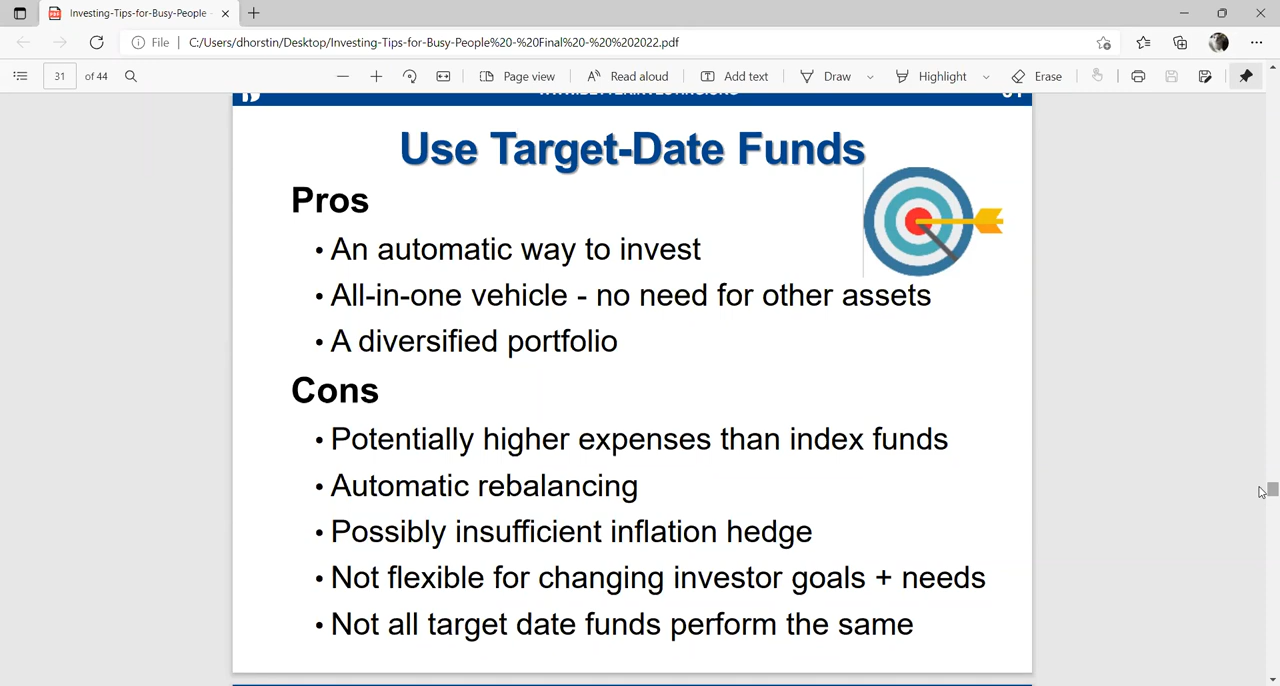 Investing-Tips-for-Busy-People
File
C:/Users/dhorstin/Desktop/Investing-Tips-for-Busy-People%20-%20Final%20-%20%202022.pdf
31 of 44
Page view
Read aloud
Add text
Draw
Highlight
Erase
Use Target-Date Funds
Pros
• An automatic way to invest
• All-in-one vehicle - no need for other assets
• A diversified portfolio
Cons
• Potentially higher expenses than index funds
• Automatic rebalancing
• Possibly insufficient inflation hedge
• Not flexible for changing investor goals + needs
• Not all target date funds perform the same